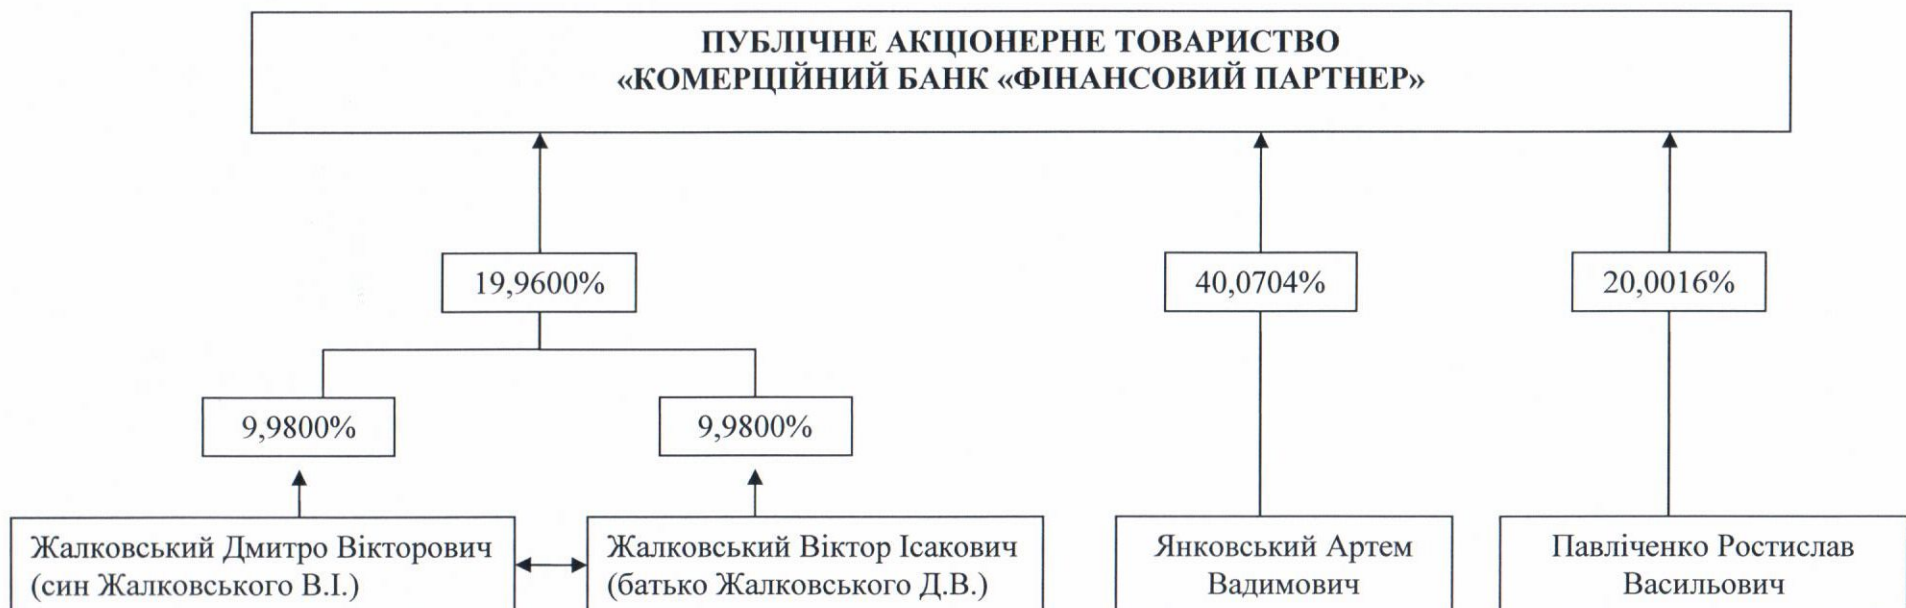 ПУБЛІЧНЕ АКЦІОНЕРНЕ ТОВАРИСТВО
«КОМЕРЦІЙНИЙ БАНК «ФІНАНСОВИЙ ПАРТНЕР»
19,9600%
40,0704%
20,0016%
9,9800%
9,9800%
Жалковський Дмитро Вікторович
(син Жалковського В.І.)
Жалковський Віктор Ісакович
(батько Жалковського Д.В.)
Янковський Артем
Вадимович
Павліченко Ростислав
Васильович